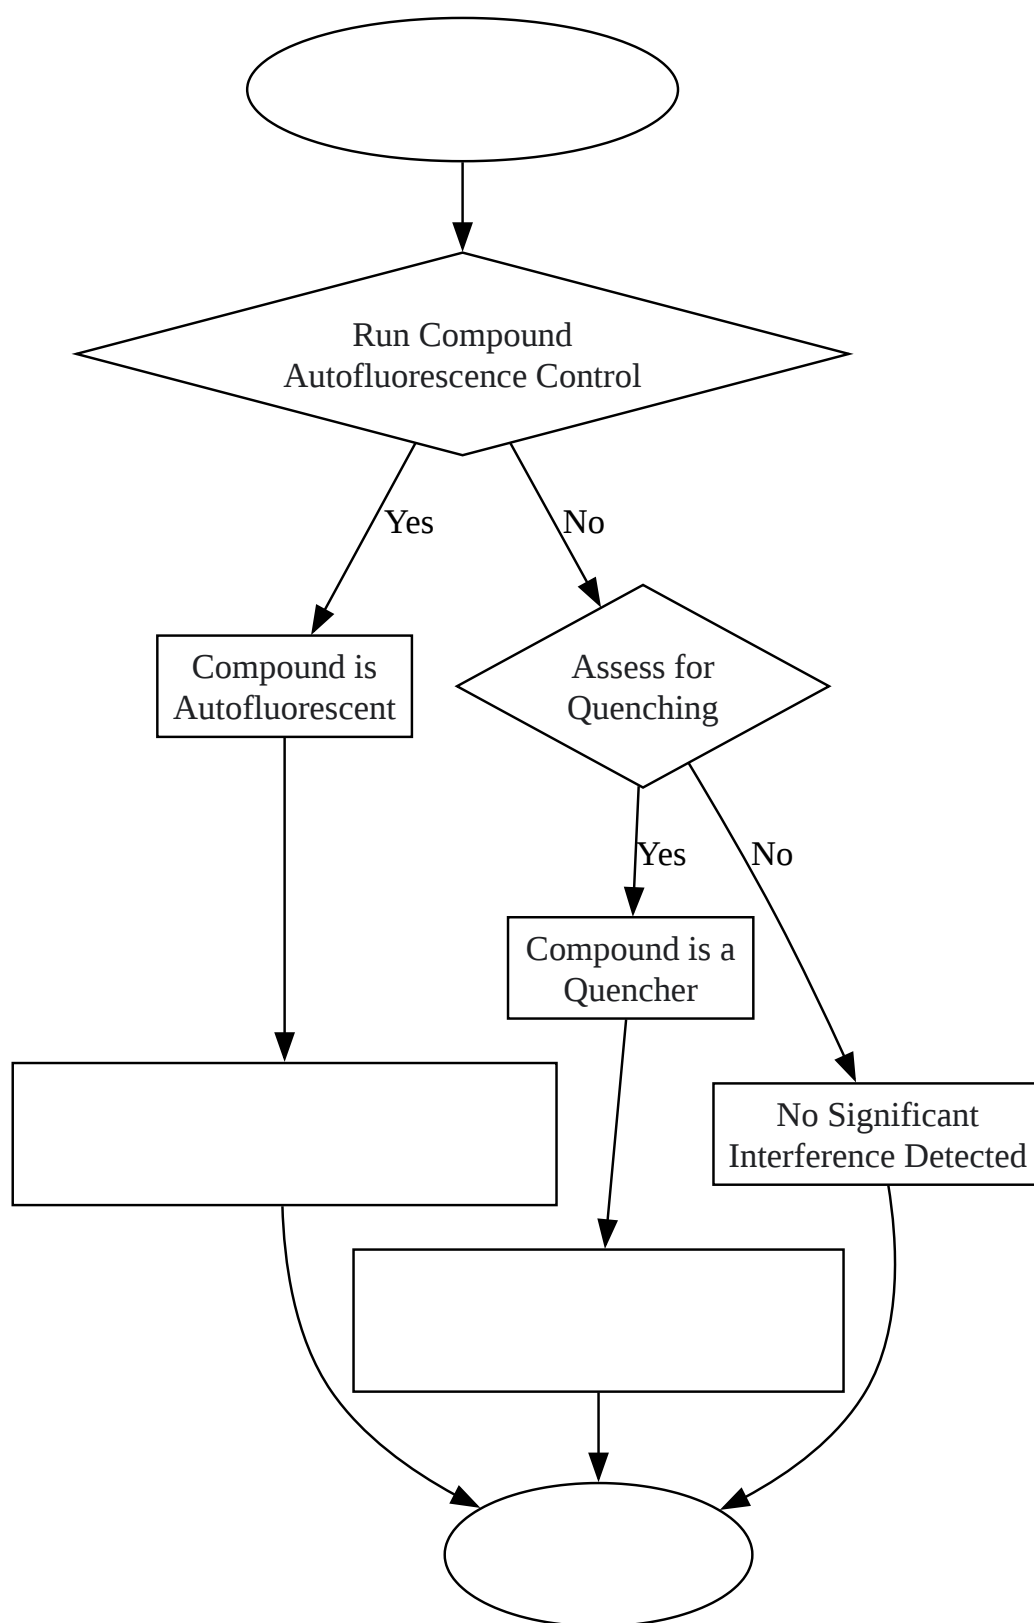 Run Compound
Autofluorescence Control
Yes
No
Compound is
Autofluorescent
Assess for
Quenching
Yes
No
Compound is a
Quencher
No Significant
Interference Detected